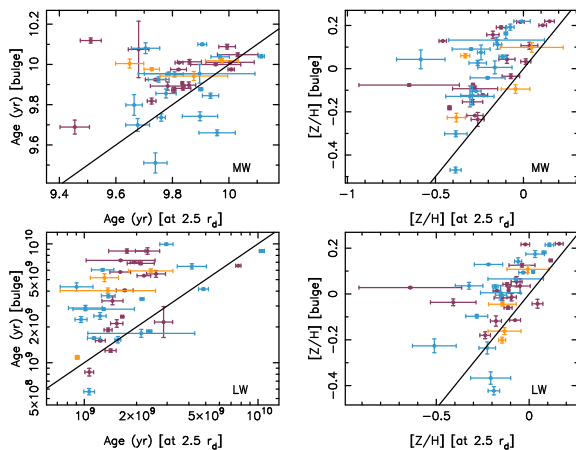 Age (yr) [bulge]
10.2
10
9.8
9.6
MW
9.4
9.6
9.8
10
Age (yr) [at 2.5 r_d]
[Z/H] [bulge]
0.2
0
−0.2
−0.4
MW
−1
−0.5
0
[Z/H] [at 2.5 r_d]
Age (yr) [bulge]
10^10
5×10^9
2×10^9
10^9
5×10^8
LW
10^9
2×10^9
5×10^9
10^10
Age (yr) [at 2.5 r_d]
[Z/H] [bulge]
0.2
0
−0.2
−0.4
LW
−0.5
0
[Z/H] [at 2.5 r_d]